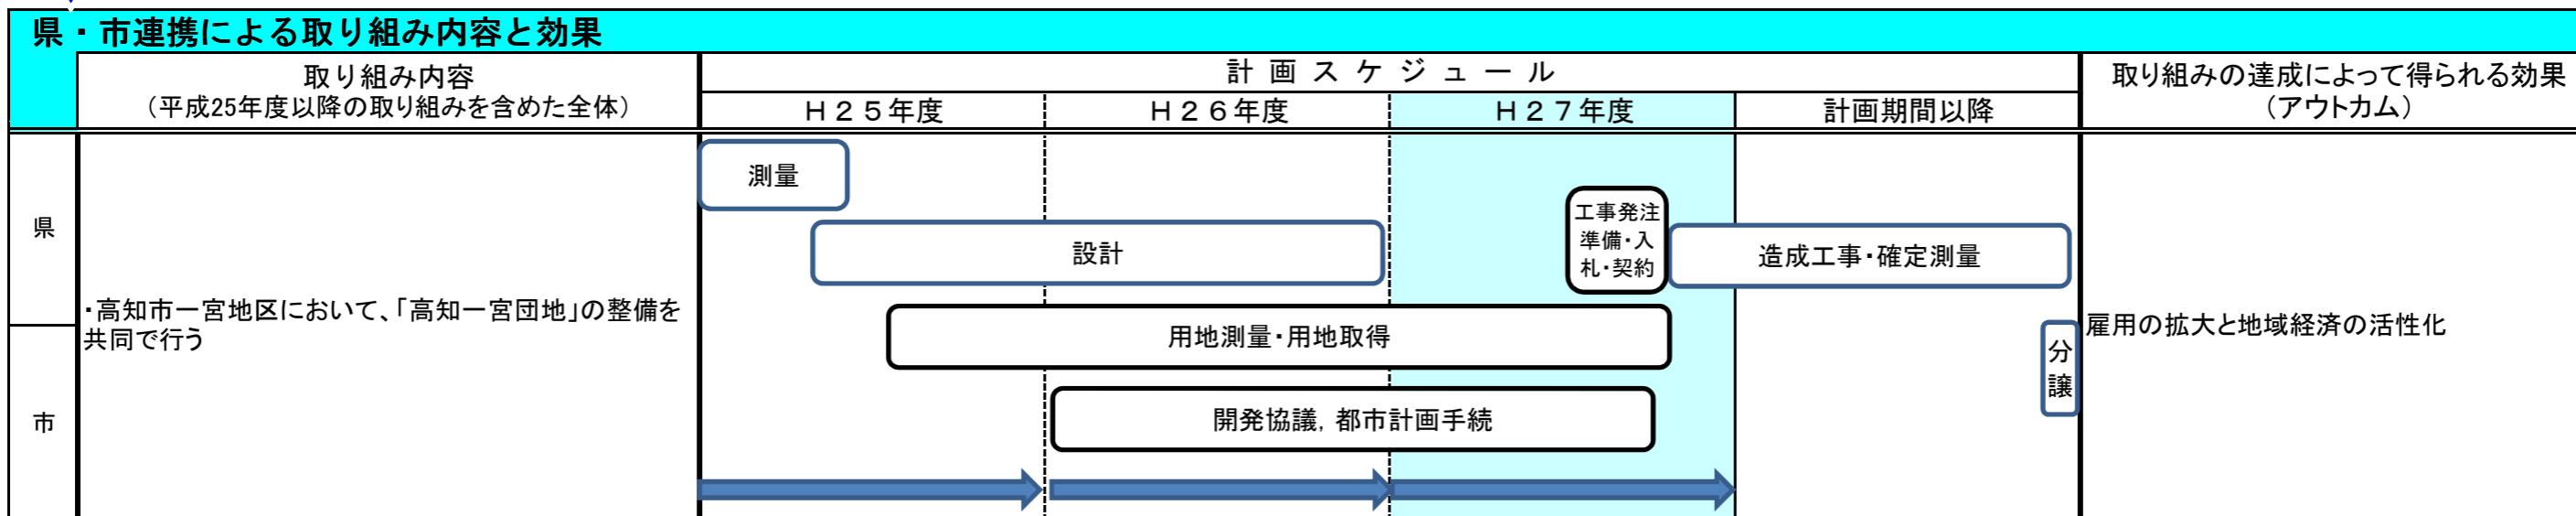 県・市連携による取り組み内容と効果
取り組み内容
（平成25年度以降の取り組みを含めた全体）
計画スケジュール
Ｈ２５年度
Ｈ２６年度
Ｈ２７年度
計画期間以降
取り組みの達成によって得られる効果
（アウトカム）
県
市
・高知市一宮地区において、「高知一宮団地」の整備を
共同で行う
測量
設計
工事発注
準備・入
札・契約
造成工事・確定測量
用地測量・用地取得
開発協議，都市計画手続
分
譲
雇用の拡大と地域経済の活性化